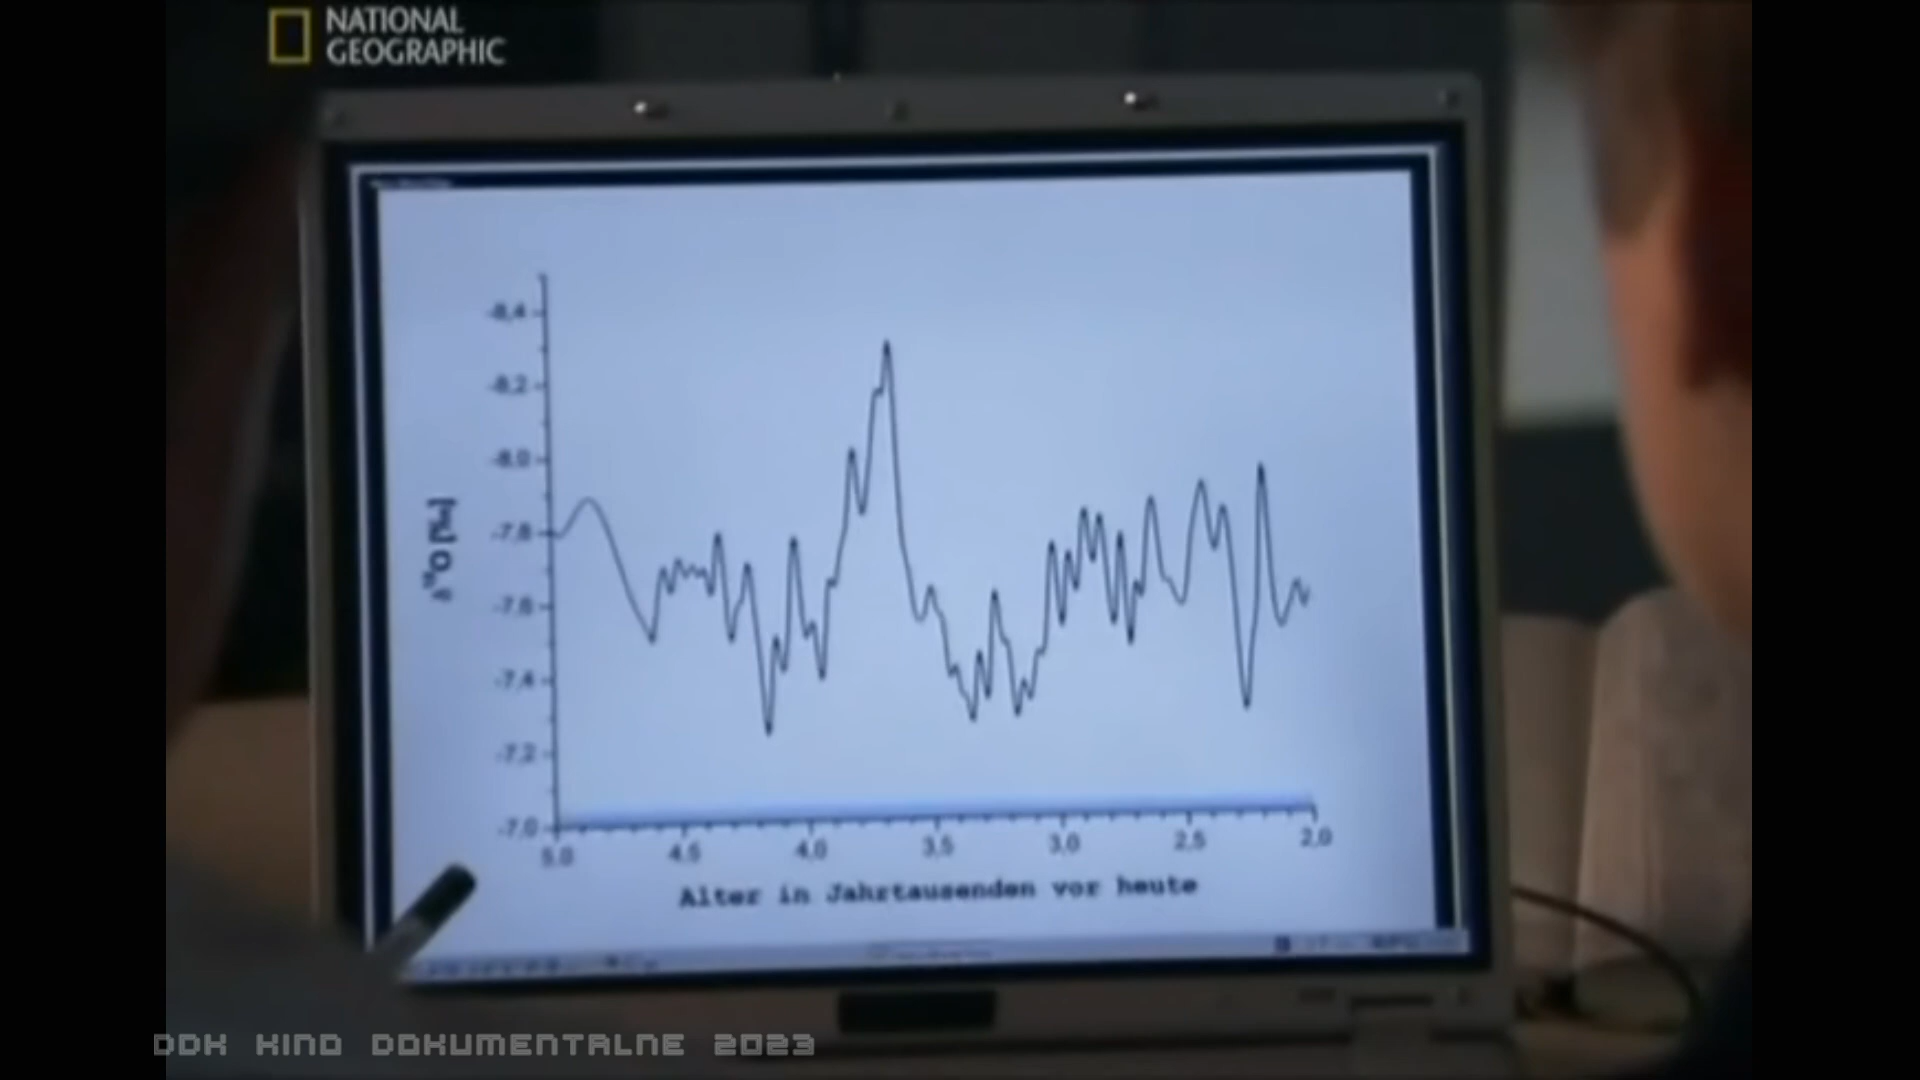 NATIONAL
GEOGRAPHIC
-8,4
-8,2
-8,0
-7,8
-7,6
-7,4
-7,2
-7,0
5.0 4.5 4,0 3,5 3,0 2,5 2,0
Alter in Jahrtausenden vor heute
DDK KINO DOKUMENTALNE 2023